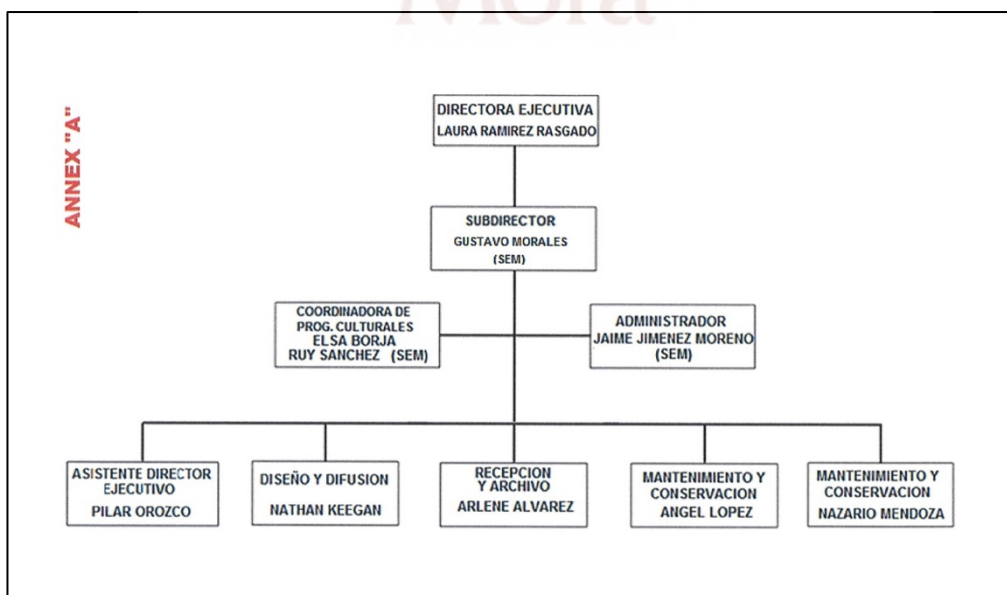 Mora
ANNEX "A"
DIRECTORA EJECUTIVA
LAURA RAMIREZ RASGADO
SUBDIRECTOR
GUSTAVO MORALES
(SEM)
COORDINADORA DE
PROG. CULTURALES
ELSA BORJA
RUY SANCHEZ (SEM)
ADMINISTRADOR
JAIME JIMENEZ MORENO
(SEM)
ASISTENTE DIRECTOR
EJECUTIVO
PILAR OROZCO
DISEÑO Y DIFUSION
NATHAN KEEGAN
RECEPCION
Y ARCHIVO
ARLENE ALVAREZ
MANTENIMIENTO Y
CONSERVACION
ANGEL LOPEZ
MANTENIMIENTO Y
CONSERVACION
NAZARIO MENDOZA